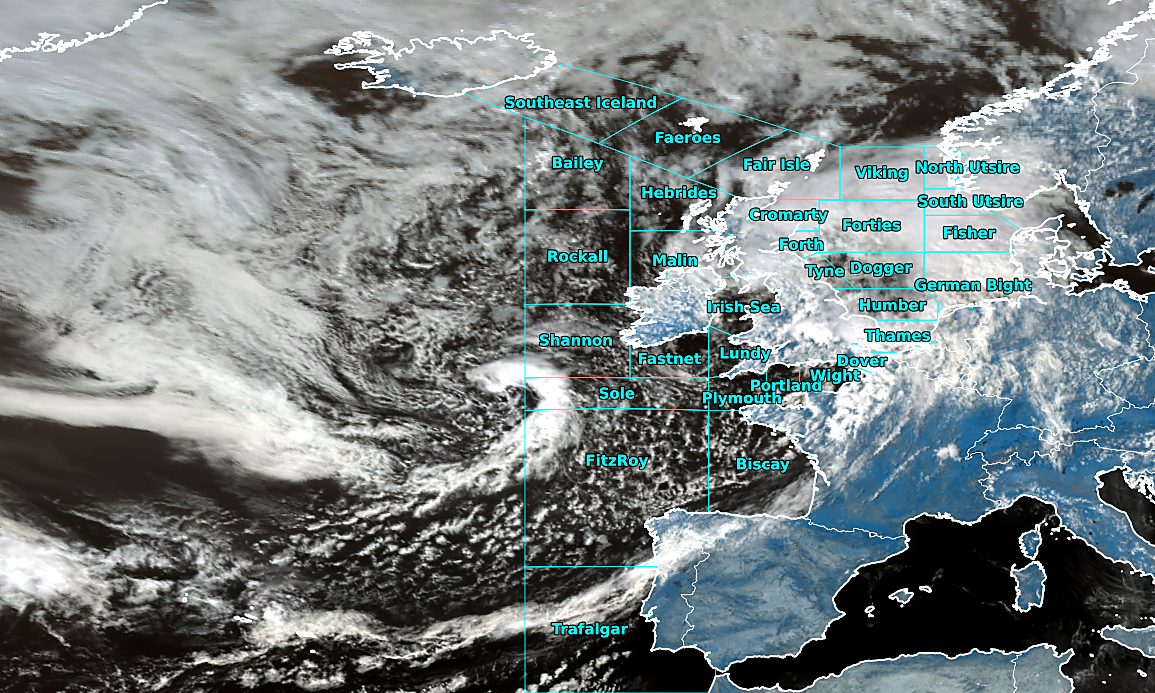 Southeast Iceland
Faeroes
Bailey
Fair Isle
Viking
North Utsire
Hebrides
South Utsire
Cromarty
Forties
Fisher
Forth
Rockall
Malin
Tyne
Dogger
German Bight
Irish Sea
Humber
Shannon
Thames
Fastnet
Lundy
Dover
Wight
Portland
Sole
Plymouth
FitzRoy
Biscay
Trafalgar